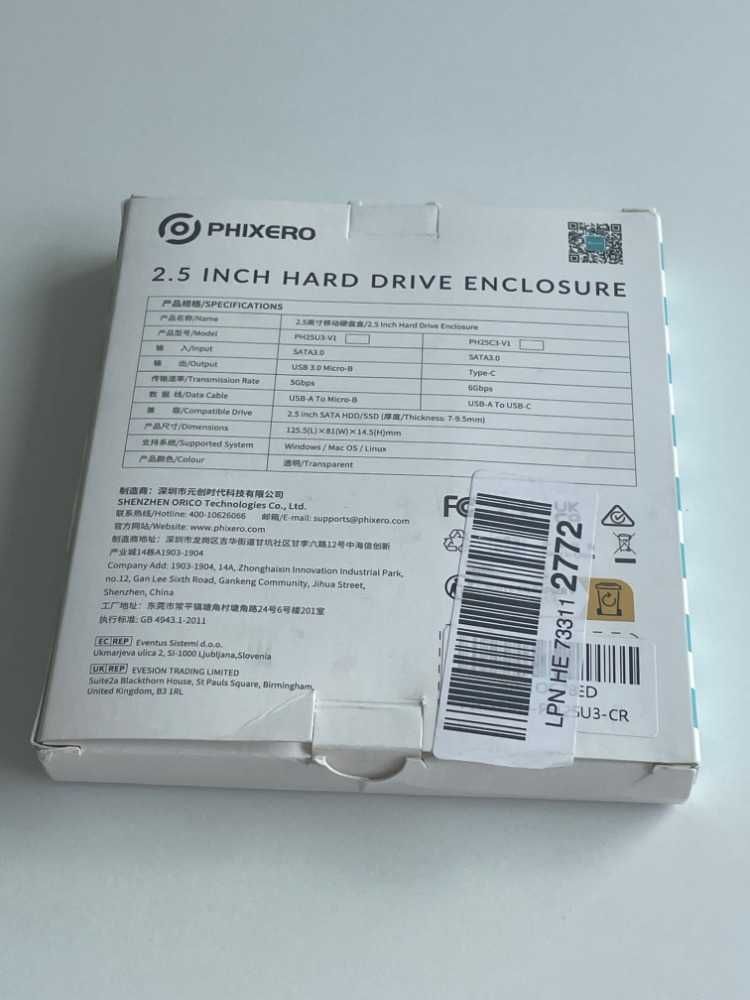 PHIXERO
2.5 INCH HARD DRIVE ENCLOSURE
产品规格/SPECIFICATIONS
产品名称/Name 2.5英寸移动硬盘盒/2.5 Inch Hard Drive Enclosure
产品型号/Model PH25U3-V1 PH25C3-V1
输 入/Input SATA3.0 SATA3.0
输 出/Output USB 3.0 Micro-B Type-C
传输速率/Transmission Rate 5Gbps 6Gbps
数 据 线/Data Cable USB-A To Micro-B USB-A To USB-C
兼 容/Compatible Drive 2.5 inch SATA HDD/SSD (厚度/Thickness: 7-9.5mm)
产品尺寸/Dimensions 125.5(L)×81(W)×14.5(H)mm
支持系统/Supported System Windows / Mac OS / Linux
产品颜色/Colour 透明/Transparent
制造商：深圳市元创时代科技有限公司
SHENZHEN ORICO Technologies Co., Ltd.
联系热线/Hotline: 400-10626066 邮箱/E-mail: supports@phixero.com
官方网站/Website: www.phixero.com
制造商地址：深圳市龙岗区吉华街道甘坑社区甘李六路12号中海信创新
产业城14栋A1903-1904
Company Add: 1903-1904, 14A, Zhonghaixin Innovation Industrial Park,
no.12, Gan Lee Sixth Road, Gankeng Community, Jihua Street,
Shenzhen, China
工厂地址：东莞市常平镇塘角村塘角路24号6号楼201室
执行标准: GB 4943.1-2011
EC REP Eventus Sistemi d.o.o.
Ukmarjeva ulica 2, SI-1000 Ljubljana,Slovenia
UK REP EVESION TRADING LIMITED
Suite2a Blackthorn House, St Pauls Square, Birmingham,
United Kingdom, B3 1RL
FC
UK
LPN HE 73311 2772
25U3-CR